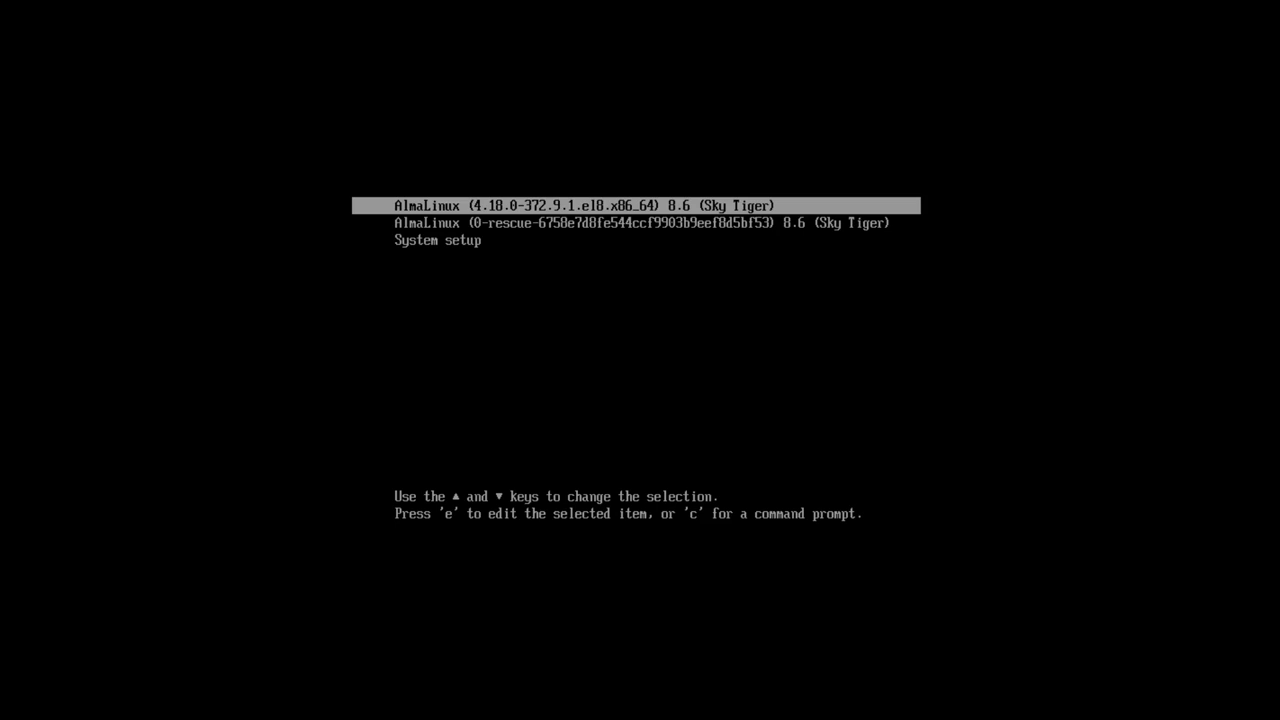 AlmaLinux (4.18.0-372.9.1.el8.x86_64) 8.6 (Sky Tiger)
AlmaLinux (0-rescue-6758e7d8fe544ccf9903b9eef8d5bf53) 8.6 (Sky Tiger)
System setup
Use the ▲ and ▼ keys to change the selection.
Press 'e' to edit the selected item, or 'c' for a command prompt.